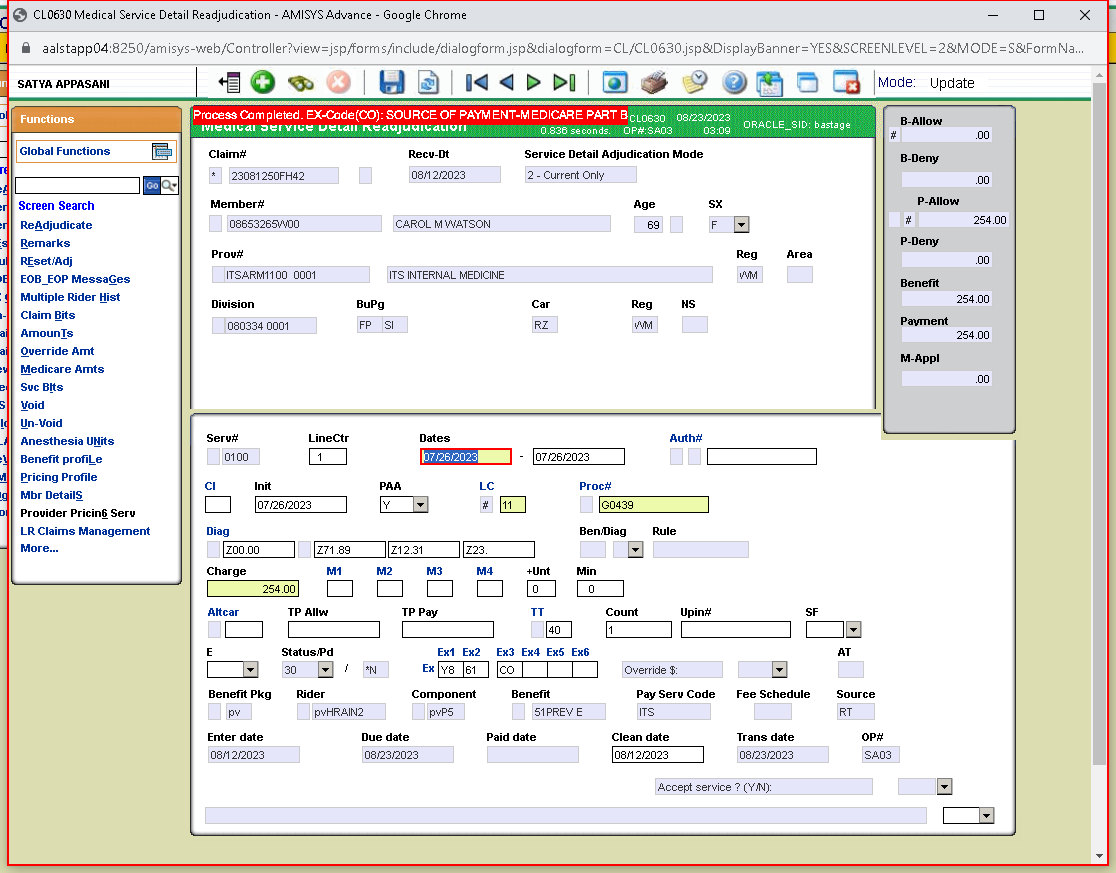 CL0630 Medical Service Detail Readjudication - AMISYS Advance - Google Chrome
aalstapp04:8250/amisys-web/Controller?view=jsp/forms/include/dialogform.jsp&dialogform=CL/CL0630.jsp&DisplayBanner=YES&SCREENLEVEL=2&MODE=S&FormNa...
SATYA APPASANI
Mode: Update
Functions
Global Functions
Go
Screen Search
ReAdjudicate
Remarks
REset/Adj
EOB_EOP MessaGes
Multiple Rider Hist
Claim Bits
AmounTs
Override Amt
Medicare Amts
Svc BIts
Void
Un-Void
Anesthesia UNits
Benefit profiLe
Pricing Profile
Mbr DetailS
Provider Pricin6 Serv
LR Claims Management
More...
Process Completed. EX-Code(CO): SOURCE OF PAYMENT-MEDICARE PART B
CL0630 08/23/2023
Medical Service Detail Readjudication
0.836 seconds. OP#:SA03 03:09
ORACLE_SID: bastage
Claim# Recv-Dt Service Detail Adjudication Mode
* 23081250FH42 08/12/2023 2 - Current Only
Member# Age SX
08653265W00 CAROL M WATSON 69 F
Prov# Reg Area
ITSARM1100 0001 ITS INTERNAL MEDICINE WM
Division BuPg Car Reg NS
080334 0001 FP SI RZ WM
B-Allow
# .00
B-Deny
.00
P-Allow
# 254.00
P-Deny
.00
Benefit
254.00
Payment
254.00
M-Appl
.00
Serv# LineCtr Dates Auth#
0100 1 07/26/2023 - 07/26/2023
CI Init PAA LC Proc#
07/26/2023 Y # 11 G0439
Diag Ben/Diag Rule
Z00.00 Z71.89 Z12.31 Z23.
Charge M1 M2 M3 M4 +Unt Min
254.00 0 0
Altcar TP Allw TP Pay TT Count Upin# SF
40 1
E Status/Pd Ex1 Ex2 Ex3 Ex4 Ex5 Ex6 AT
30 / *N Ex Y8 61 CO Override $:
Benefit Pkg Rider Component Benefit Pay Serv Code Fee Schedule Source
pv pvHRAIN2 pvP5 51PREV E ITS RT
Enter date Due date Paid date Clean date Trans date OP#
08/12/2023 08/23/2023 08/12/2023 08/23/2023 SA03
Accept service ? (Y/N):